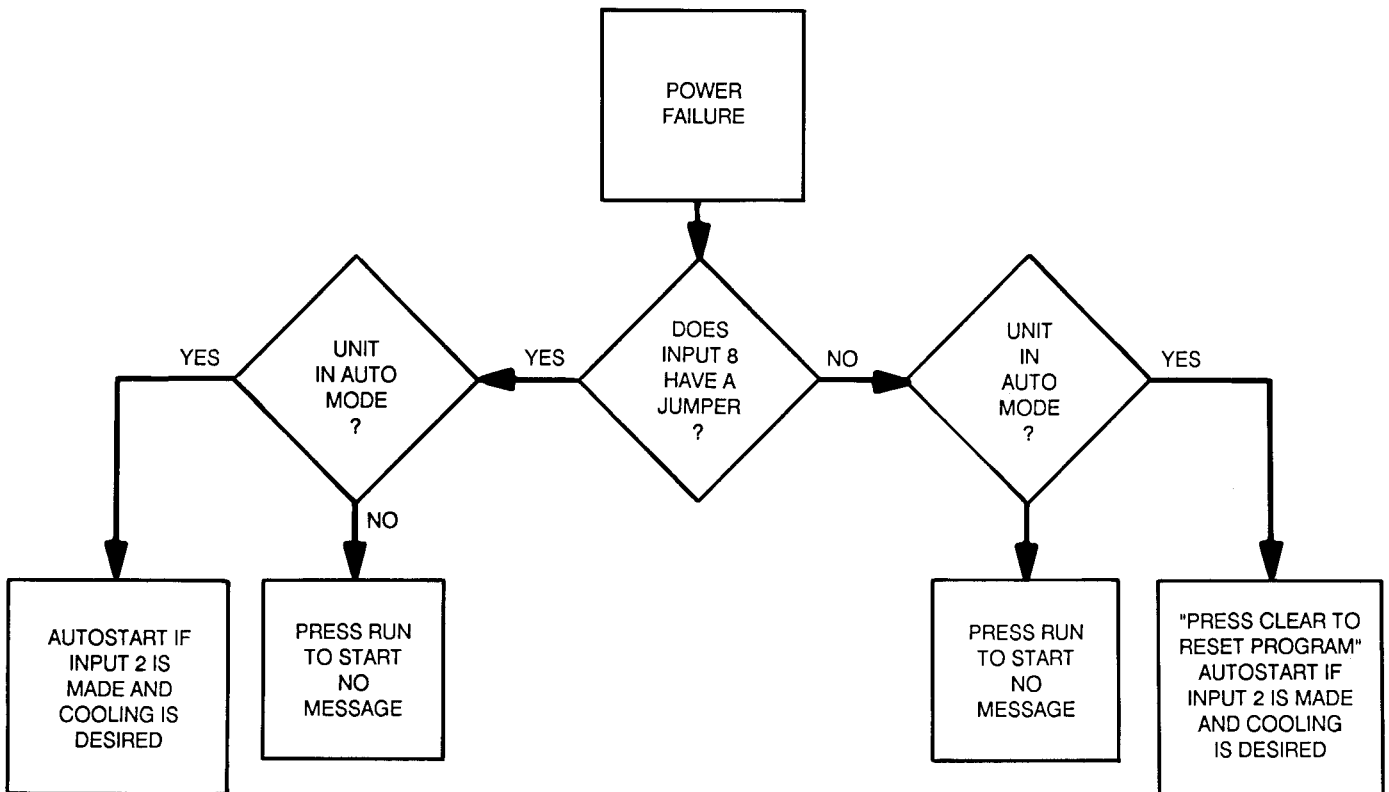 POWER
FAILURE
DOES
INPUT 8
HAVE A
JUMPER
?
YES
NO
UNIT
IN AUTO
MODE
?
YES
NO
UNIT
IN
AUTO
MODE
?
YES
AUTOSTART IF
INPUT 2 IS
MADE AND
COOLING IS
DESIRED
PRESS RUN
TO START
NO
MESSAGE
PRESS RUN
TO START
NO
MESSAGE
"PRESS CLEAR TO
RESET PROGRAM"
AUTOSTART IF
INPUT 2 IS MADE
AND COOLING
IS DESIRED